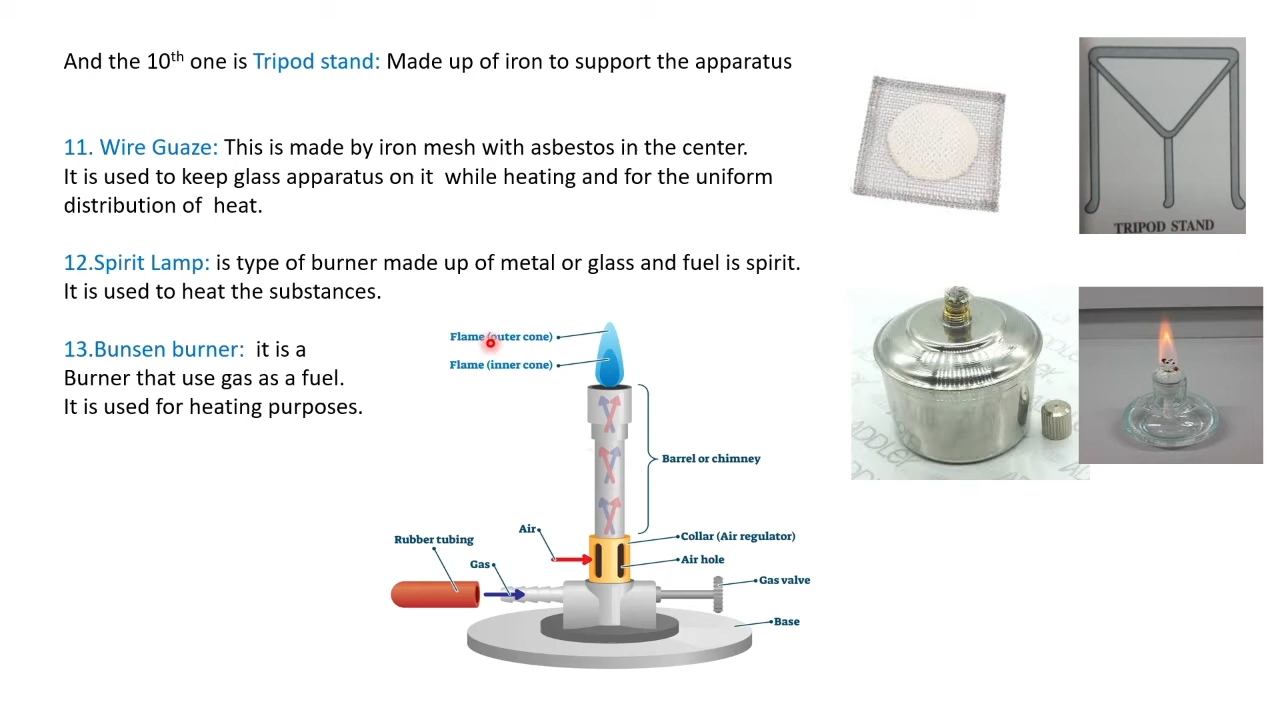 And the 10th one is Tripod stand: Made up of iron to support the apparatus
11. Wire Guaze: This is made by iron mesh with asbestos in the center.
It is used to keep glass apparatus on it while heating and for the uniform
distribution of heat.
12.Spirit Lamp: is type of burner made up of metal or glass and fuel is spirit.
It is used to heat the substances.
13.Bunsen burner: it is a
Burner that use gas as a fuel.
It is used for heating purposes.
Flame (outer cone)
Flame (inner cone)
Barrel or chimney
Air
Collar (Air regulator)
Rubber tubing
Air hole
Gas
Gas valve
Base
TRIPOD STAND